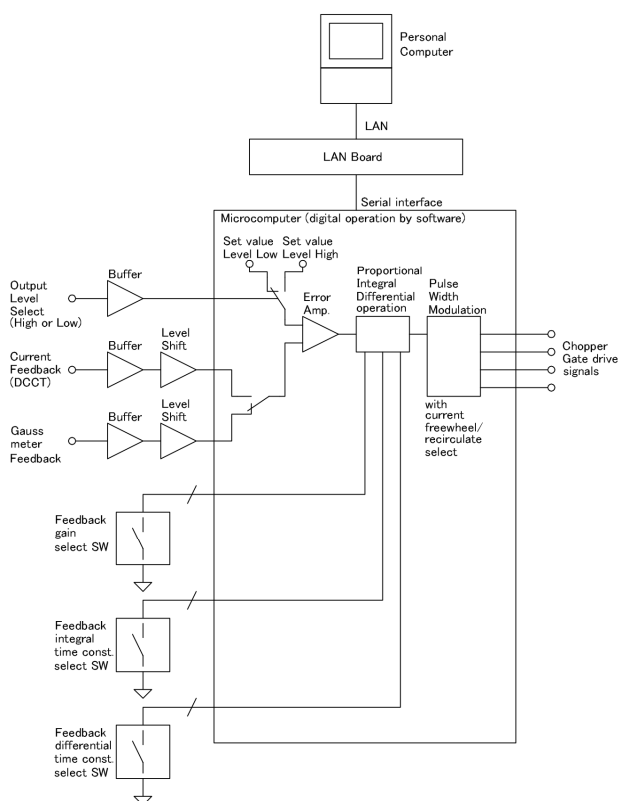 Personal
Computer
LAN
LAN Board
Serial interface
Microcomputer (digital operation by software)
Set value
Level Low
Set value
Level High
Output
Level
Select
(High or Low)
Buffer
Error
Amp.
Proportional
Integral
Differential
operation
Pulse
Width
Modulation
Chopper
Gate drive
signals
Current
Feedback
(DCCT)
Buffer
Level
Shift
Gauss
meter
Feedback
Buffer
Level
Shift
with
current
freewheel/
recirculate
select
Feedback
gain
select SW
Feedback
integral
time const.
select SW
Feedback
differential
time const.
select SW